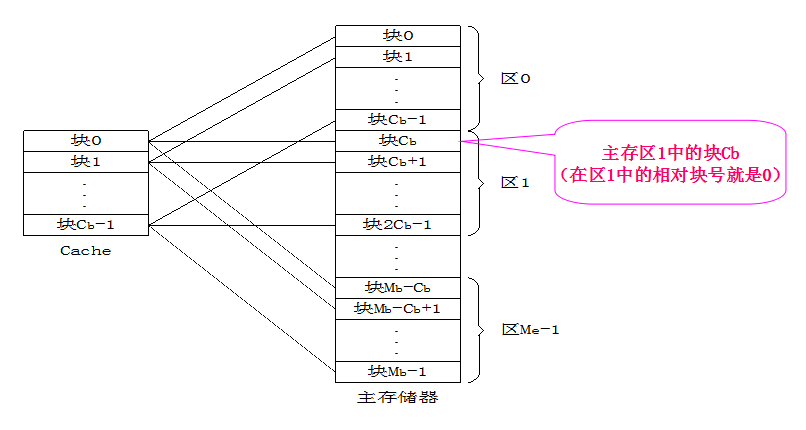 块0
块1
块Cb-1
Cache
块0
块1
块Cb-1
块Cb
块Cb+1
块2Cb-1
块Mb-Cb
块Mb-Cb+1
块Mb-1
主存储器
区0
区1
区Me-1
主存区1中的块Cb
（在区1中的相对块号就是0）